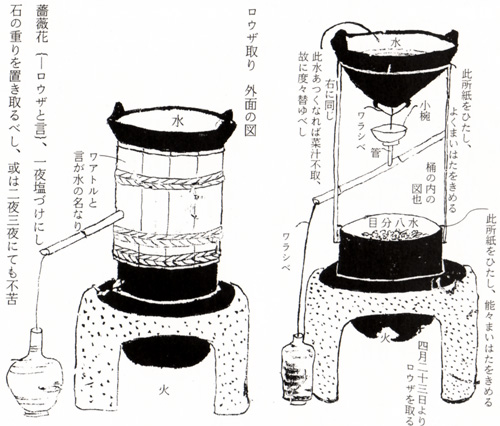 ロウザ取り 外面の図
水
ワアトルと
言が水の名なり
火
薔薇花(―ロウザと言)、一夜塩づけにし
石の重りを置き取るべし、或は二夜三夜にても不苦
水
右に同じ
此水あつくなれば菜汁不取、
故に度々替ゆべし
ワラシベ
小椀
管
此所紙をひたし、
よくまいはたをきめる
桶の内の
図也
目分八水
此所紙をひたし、能々まいはたをきめる
ワラシベ
火
四月二十三日より
ロウザを取る